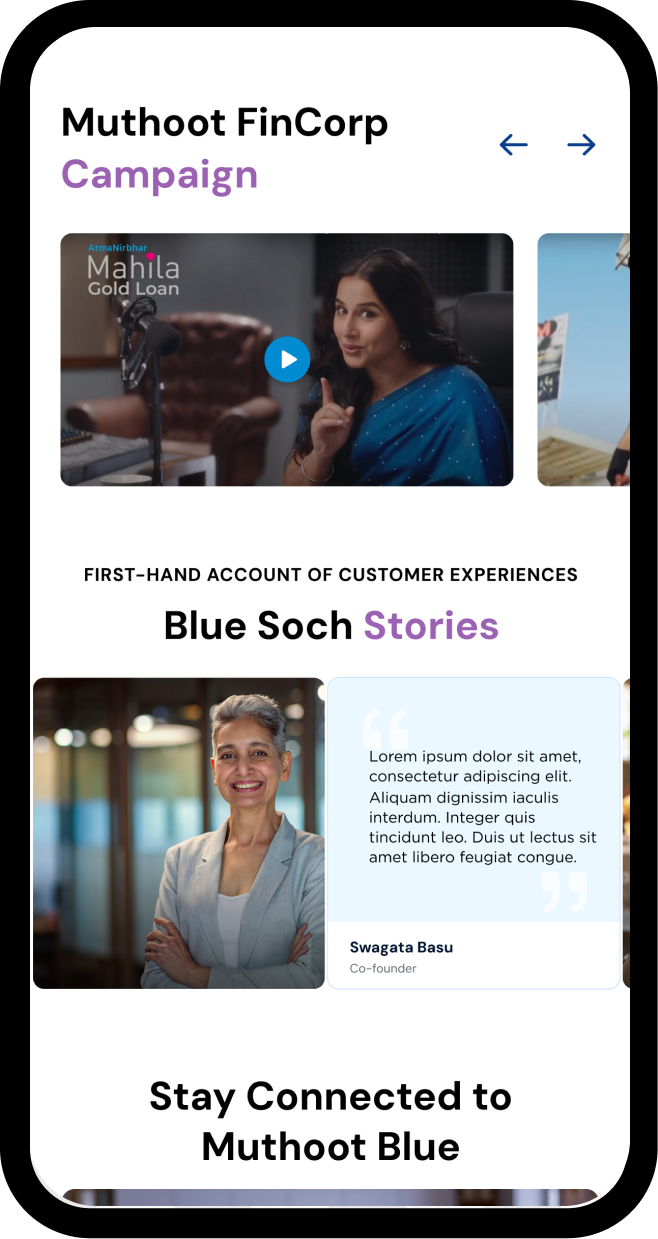 Muthoot FinCorp
Campaign
AtmaNirbhar
Mahila
Gold Loan
FIRST-HAND ACCOUNT OF CUSTOMER EXPERIENCES
Blue Soch Stories
Lorem ipsum dolor sit amet,
consectetur adipiscing elit.
Aliquam dignissim iaculis
interdum. Integer quis
tincidunt leo. Duis ut lectus sit
amet libero feugiat congue.
Swagata Basu
Co-founder
Stay Connected to
Muthoot Blue